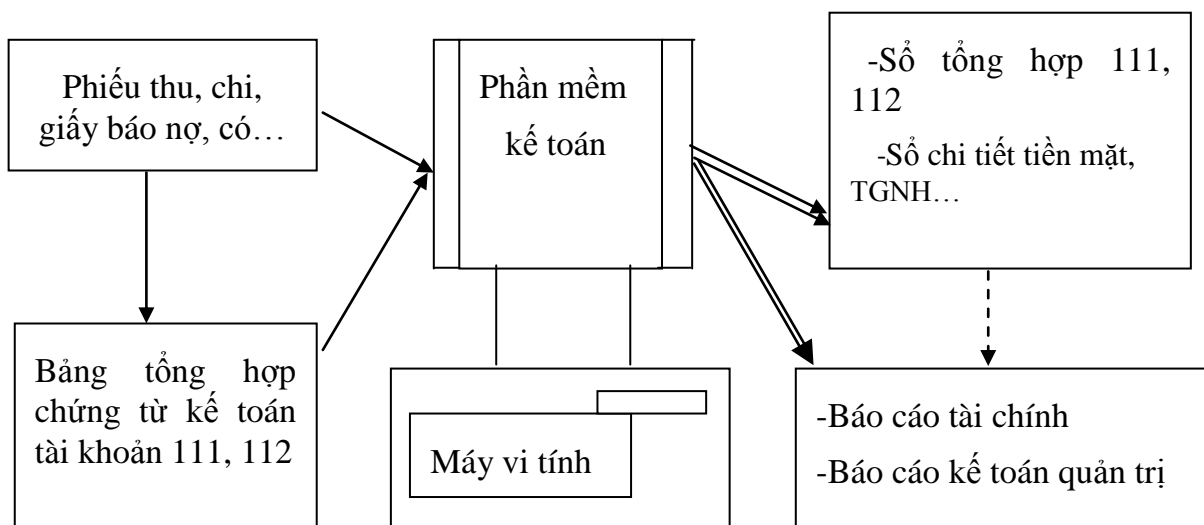 Phiếu thu, chi,
giấy báo nợ, có…
Phần mềm
kế toán
-Sổ tổng hợp 111,
112
-Sổ chi tiết tiền mặt,
TGNH…
Bảng tổng hợp
chứng từ kế toán
tài khoản 111, 112
Máy vi tính
-Báo cáo tài chính
-Báo cáo kế toán quản trị